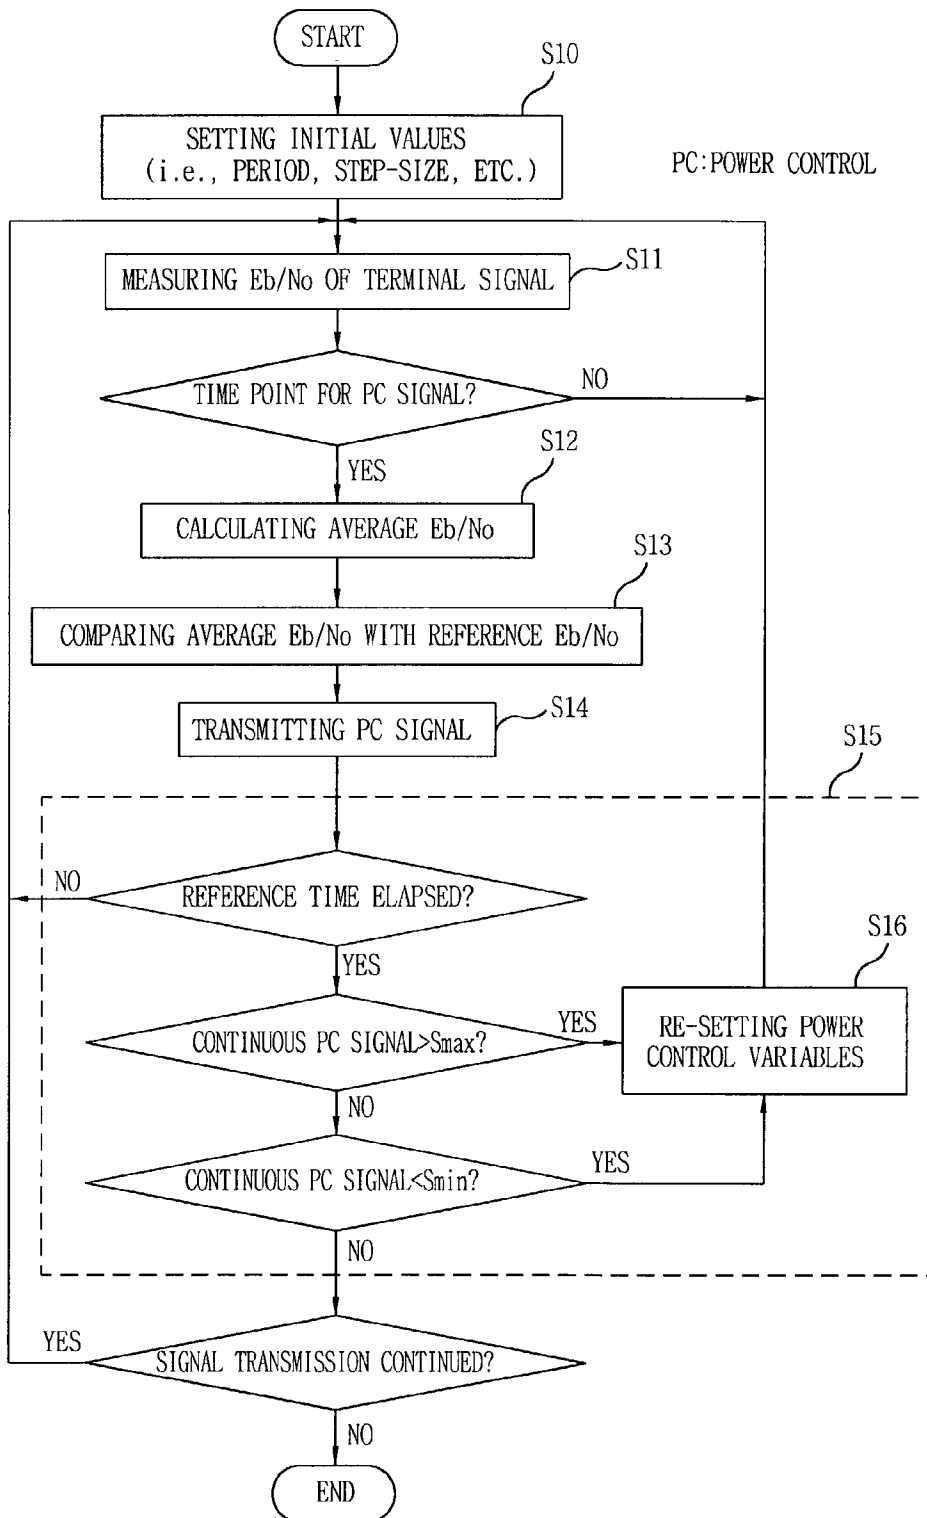 START
S10
SETTING INITIAL VALUES
(i.e., PERIOD, STEP-SIZE, ETC.)
PC:POWER CONTROL
MEASURING Eb/No OF TERMINAL SIGNAL
S11
TIME POINT FOR PC SIGNAL?
NO
YES
S12
CALCULATING AVERAGE Eb/No
S13
COMPARING AVERAGE Eb/No WITH REFERENCE Eb/No
TRANSMITTING PC SIGNAL
S14
S15
NO
REFERENCE TIME ELAPSED?
YES
S16
CONTINUOUS PC SIGNAL>Smax?
YES
RE-SETTING POWER
CONTROL VARIABLES
NO
CONTINUOUS PC SIGNAL<Smin?
YES
NO
YES
SIGNAL TRANSMISSION CONTINUED?
NO
END